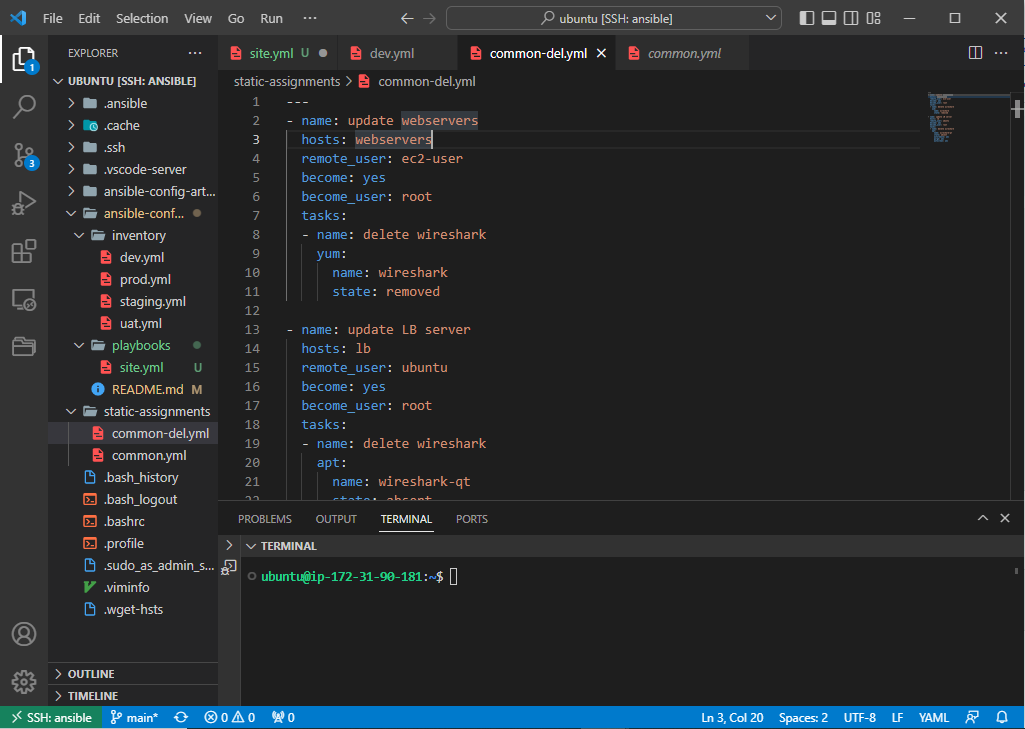 File Edit Selection View Go Run ··· ubuntu [SSH: ansible]
EXPLORER ···
UBUNTU [SSH: ANSIBLE]
.ansible
.cache
.ssh
.vscode-server
ansible-config-art...
ansible-conf...
inventory
dev.yml
prod.yml
staging.yml
uat.yml
playbooks
site.yml U
README.md M
static-assignments
common-del.yml
common.yml
.bash_history
.bash_logout
.bashrc
.profile
.sudo_as_admin_s...
.viminfo
.wget-hsts
OUTLINE
TIMELINE
1
3
site.yml U dev.yml common-del.yml common.yml ···
static-assignments > common-del.yml
1 ---
2 - name: update webservers
3 hosts: webservers
4 remote_user: ec2-user
5 become: yes
6 become_user: root
7 tasks:
8 - name: delete wireshark
9 yum:
10 name: wireshark
11 state: removed
12
13 - name: update LB server
14 hosts: lb
15 remote_user: ubuntu
16 become: yes
17 become_user: root
18 tasks:
19 - name: delete wireshark
20 apt:
21 name: wireshark-qt
22 state: absent
PROBLEMS OUTPUT TERMINAL PORTS
TERMINAL
ubuntu@ip-172-31-90-181:~$
SSH: ansible main* 0 0 0 Ln 3, Col 20 Spaces: 2 UTF-8 LF YAML